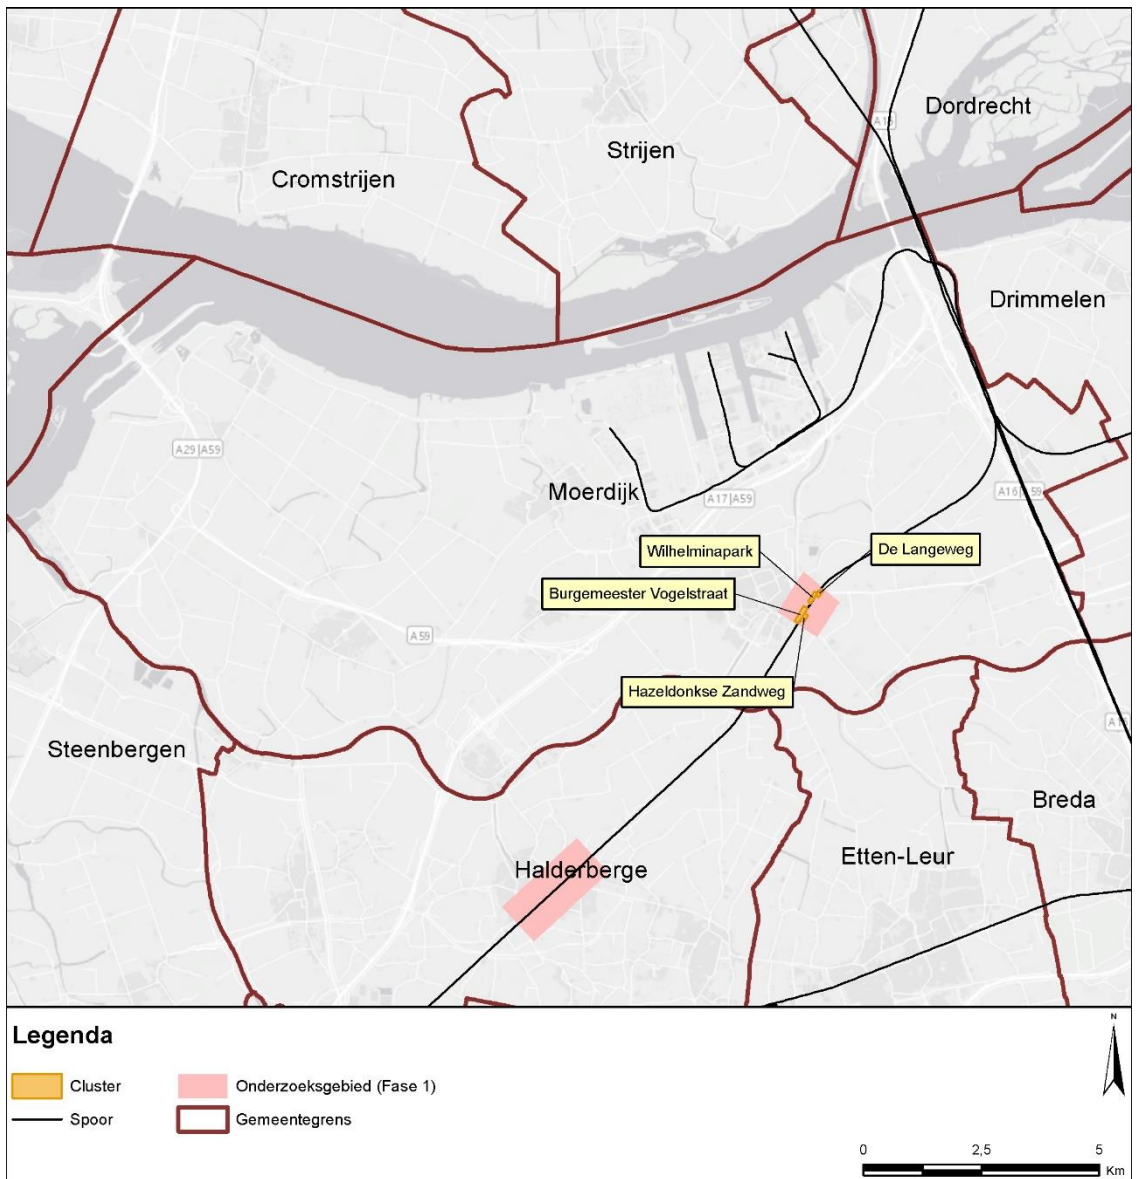 Dordrecht
A16
Strijen
Cromstrijen
Drimmelen
A29|A59
Moerdijk
A17|A59
A16|A59
Wilhelminapark
De Langeweg
Burgemeester Vogelstraat
A59
Hazeldonkse Zandweg
Steenbergen
Breda
Etten-Leur
Halderberge
Legenda
N
Cluster
Onderzoeksgebied (Fase 1)
Spoor
Gemeentegrens
0 2,5 5
Km